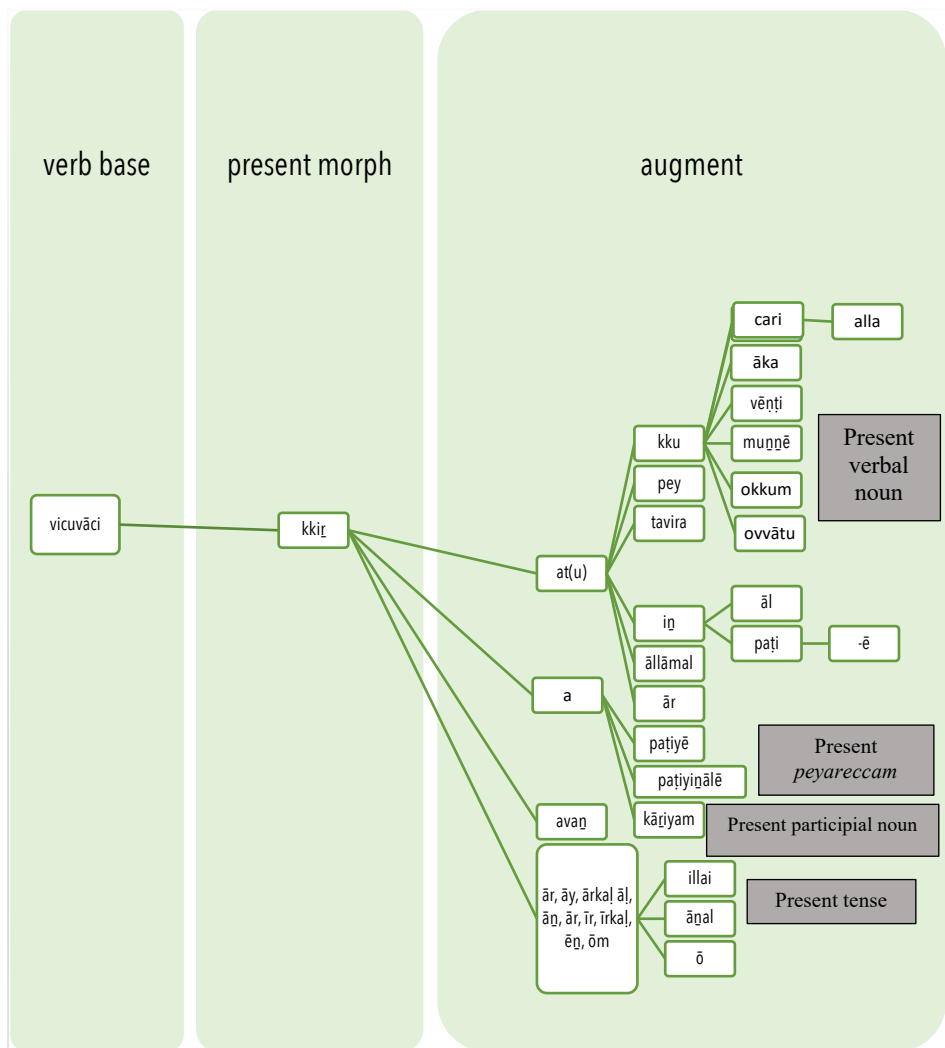 verb base
present morph
augment
cari
alla
āka
vēṇṭi
kku
muṉṉē
Present
verbal
noun
pey
okkum
vicuvāci
kkiṟ
tavira
ovvātu
at(u)
iṉ
āl
paṭi
-ē
āllāmal
a
ār
paṭiyē
Present
peyareccam
paṭiyiṉālē
kāṟiyam
Present participial noun
avaṉ
ār, āy, ārkaḷ āḷ,
āṉ, ār, īr, īrkaḷ,
ēṉ, ōm
illai
Present tense
āṉal
ō